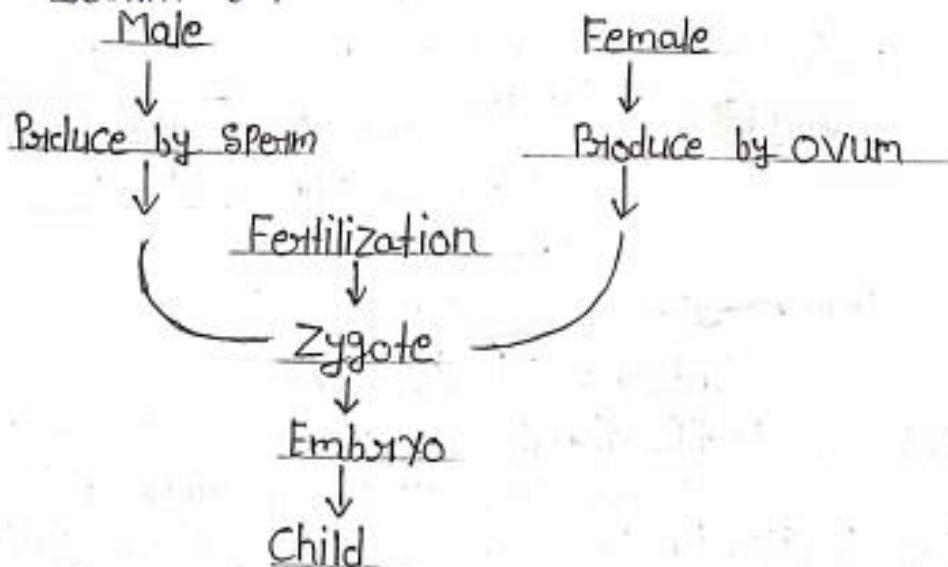 Male Female
Prduce by Sperm Produce by OVUM
Fertilization
Zygote
Embryo
Child